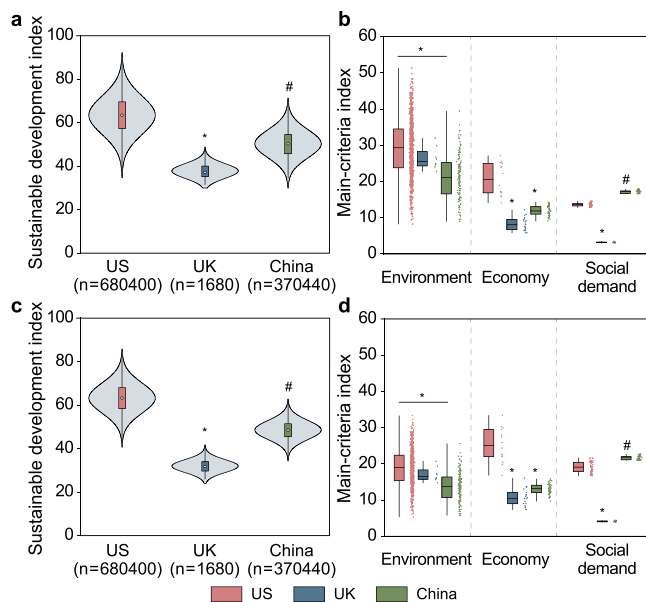 a
Sustainable development index
100
80
60
40
20
0
*
#
US
UK
China
(n=680400)
(n=1680)
(n=370440)
b
Main-criteria index
60
50
40
30
20
10
0
*
*
*
*
#
Environment
Economy
Social
demand
c
Sustainable development index
100
80
60
40
20
0
*
#
US
UK
China
(n=680400)
(n=1680)
(n=370440)
d
Main-criteria index
60
50
40
30
20
10
0
*
*
*
*
#
Environment
Economy
Social
demand
US
UK
China